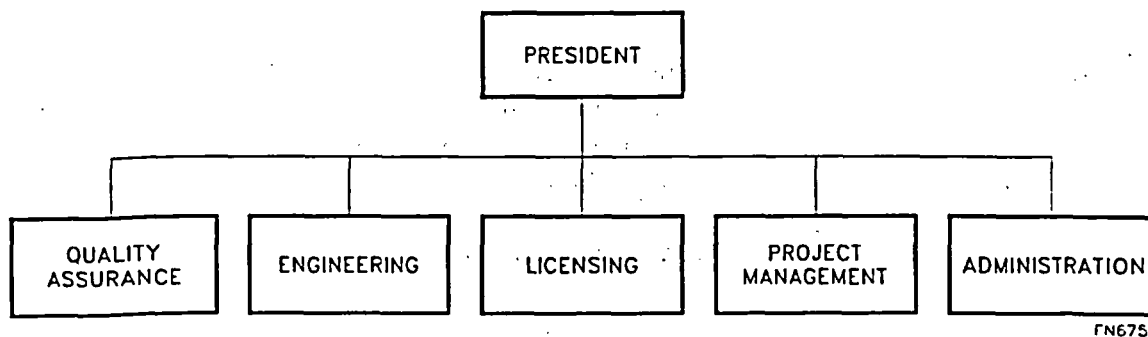 PRESIDENT
QUALITY
ASSURANCE
ENGINEERING
LICENSING
PROJECT
MANAGEMENT
ADMINISTRATION
FN675